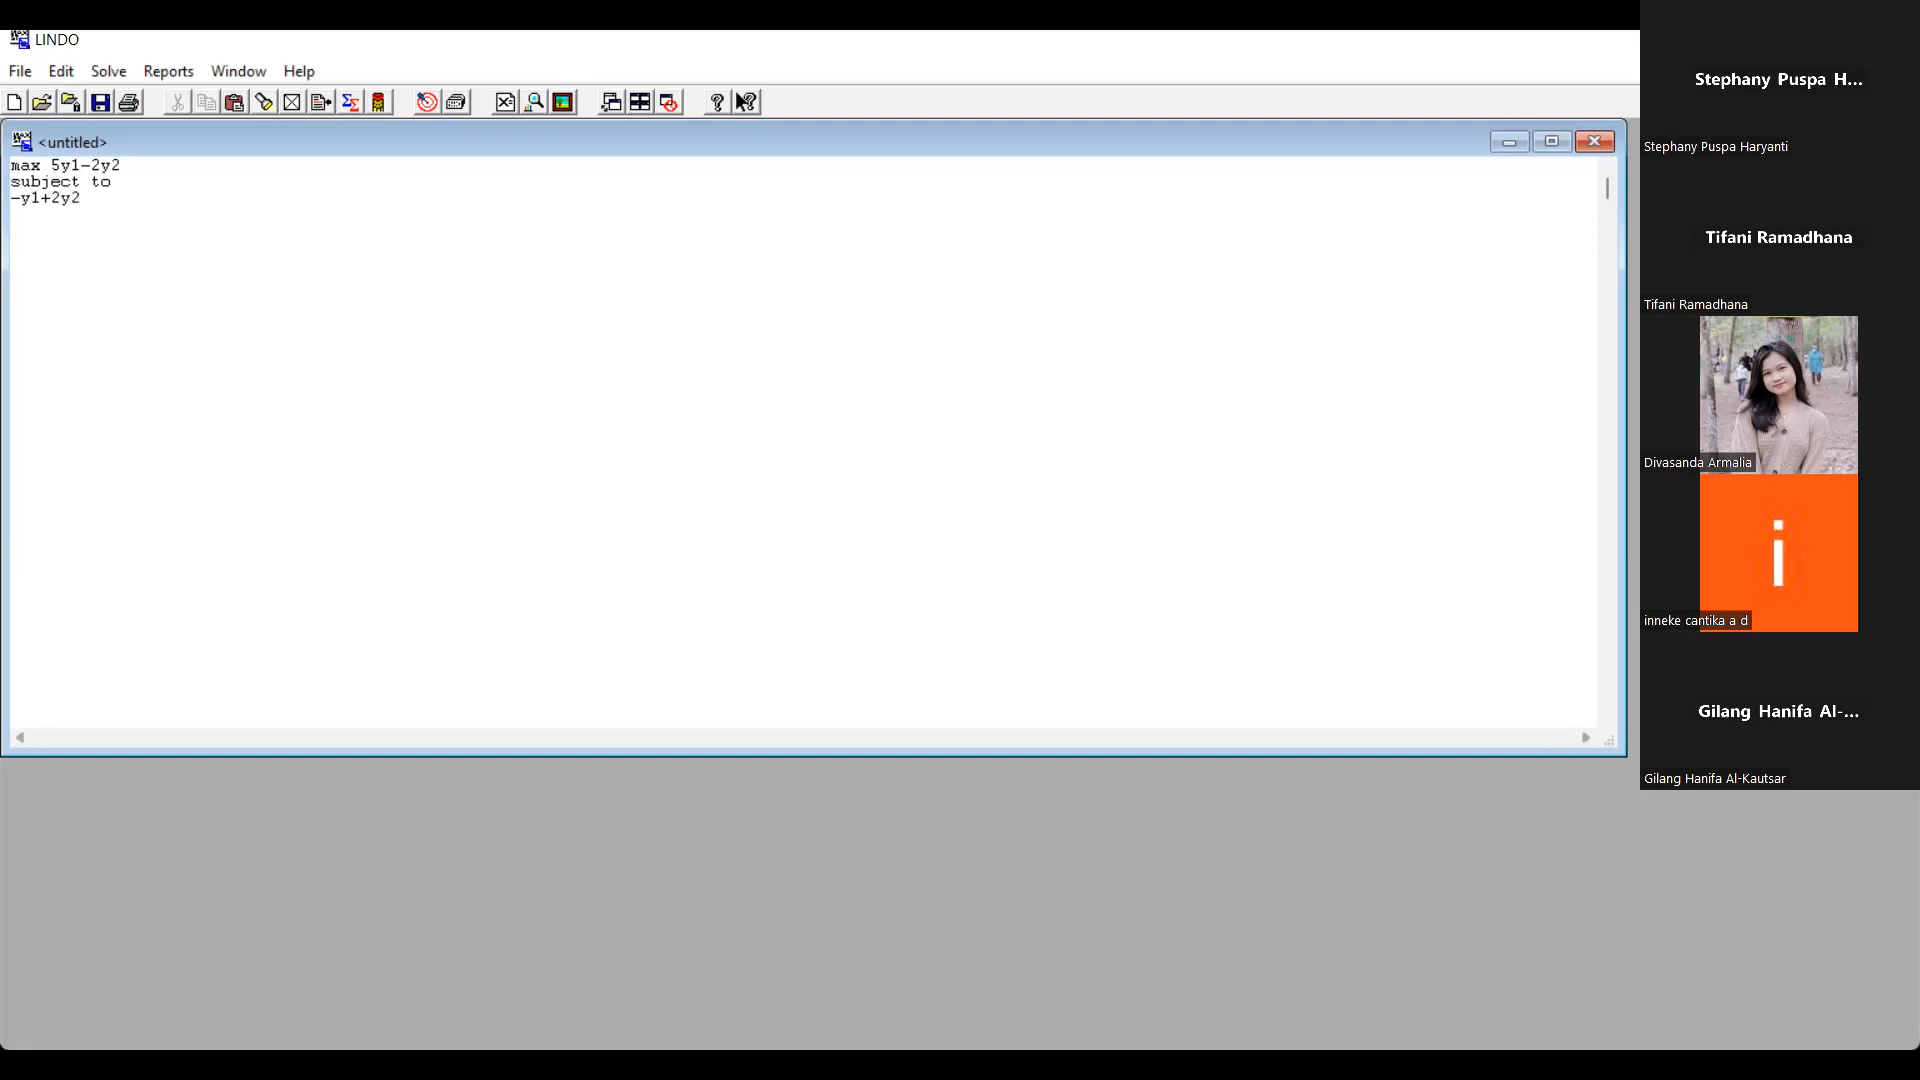 LINDO
File Edit Solve Reports Window Help
<untitled>
max 5y1-2y2
subject to
-y1+2y2
Stephany Puspa H...
Stephany Puspa Haryanti
Tifani Ramadhana
Tifani Ramadhana
Divasanda Armalia
i
inneke cantika a d
Gilang Hanifa Al-...
Gilang Hanifa Al-Kautsar